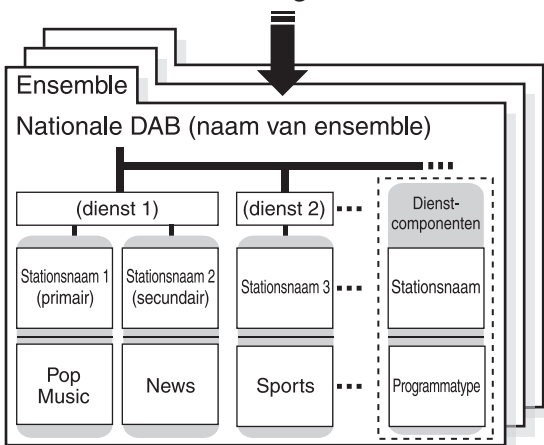 Ensemble
Nationale DAB (naam van ensemble)
(dienst 1)
(dienst 2)
Dienst-
componenten
Stationsnaam 1
(primair)
Stationsnaam 2
(secundair)
Stationsnaam 3
Stationsnaam
Pop
Music
News
Sports
Programmatype